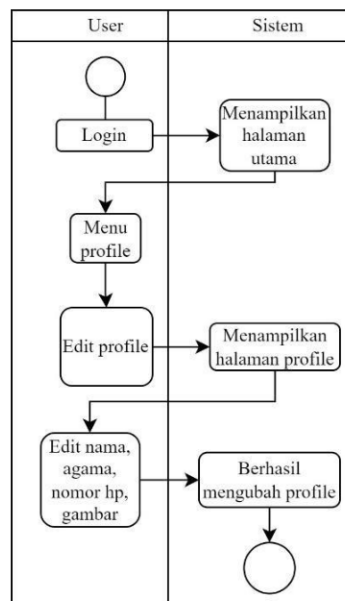 User
Sistem
Login
Menampilkan
halaman
utama
Menu
profile
Edit profile
Menampilkan
halaman profile
Edit nama,
agama,
nomor hp,
gambar
Berhasil
mengubah profile